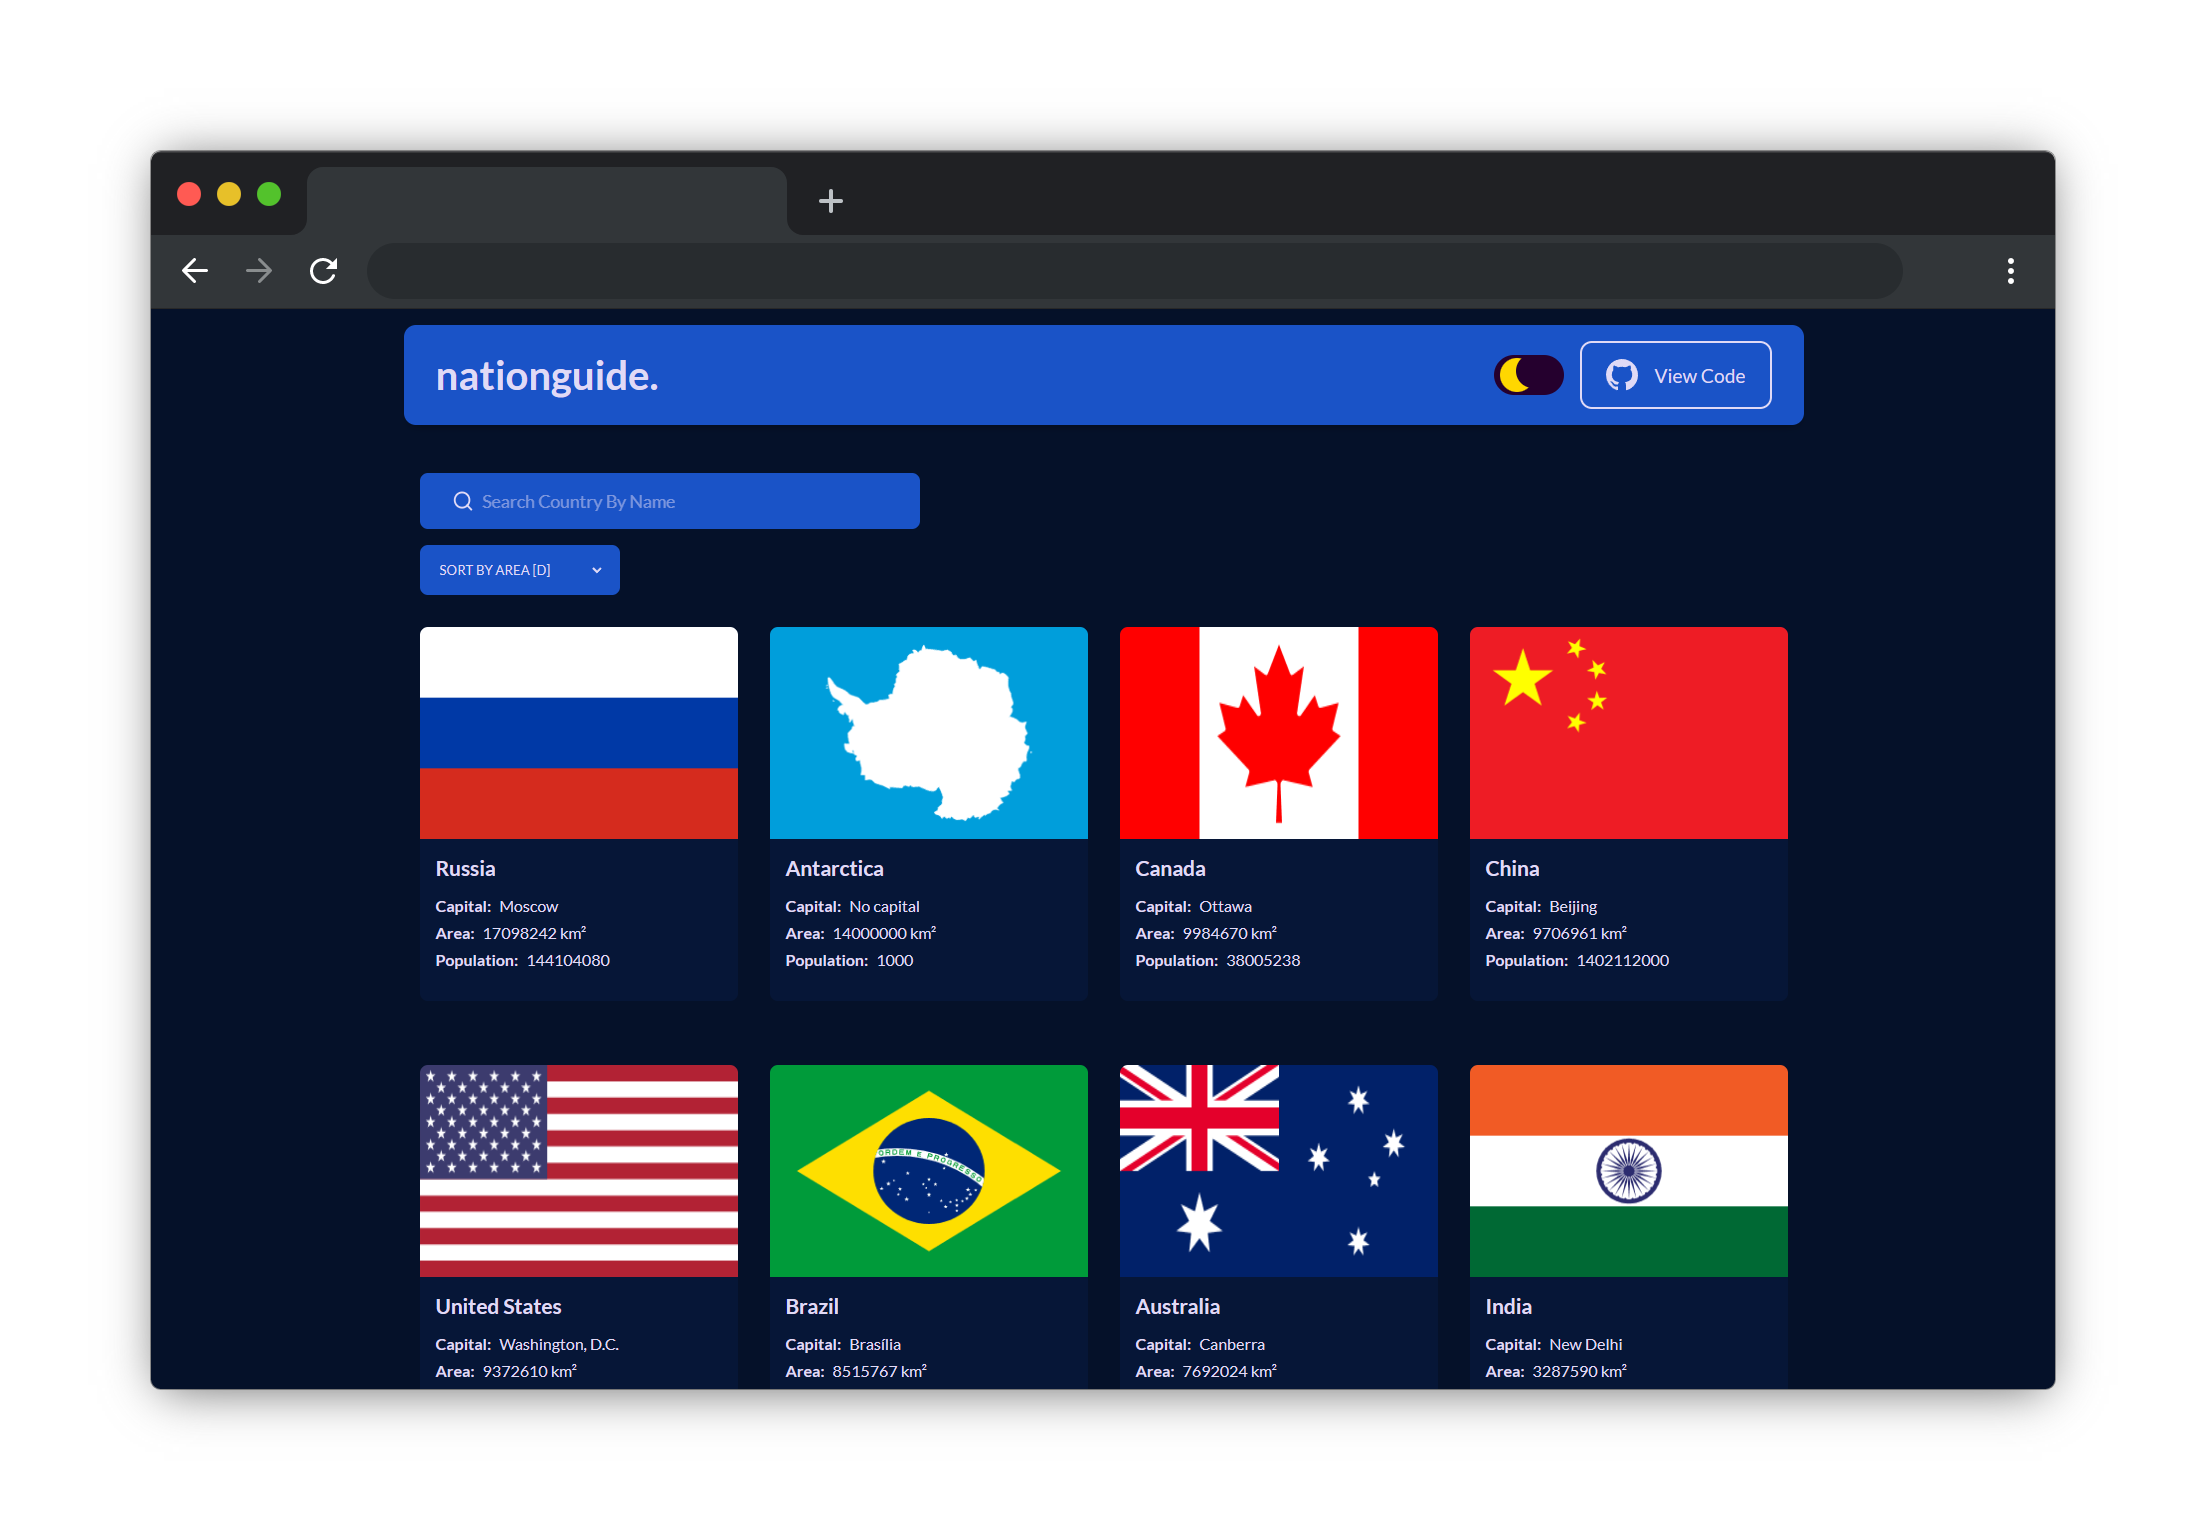 nationguide.
View Code
Search Country By Name
SORT BY AREA [D]
Russia
Capital: Moscow
Area: 17098242 km²
Population: 144104080
Antarctica
Capital: No capital
Area: 14000000 km²
Population: 1000
Canada
Capital: Ottawa
Area: 9984670 km²
Population: 38005238
China
Capital: Beijing
Area: 9706961 km²
Population: 1402112000
ORDEM E PROGRESSO
United States
Capital: Washington, D.C.
Area: 9372610 km²
Brazil
Capital: Brasília
Area: 8515767 km²
Australia
Capital: Canberra
Area: 7692024 km²
India
Capital: New Delhi
Area: 3287590 km²